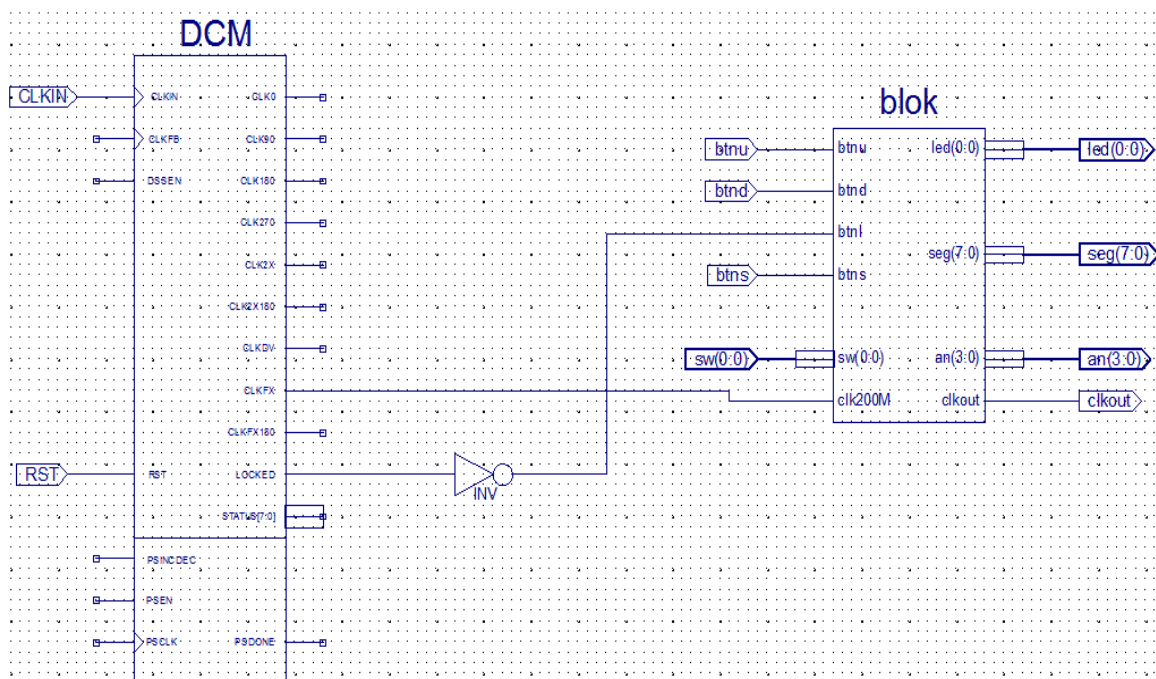 DCM
CLKIN
CLKIN
CLK0
CLKFB
CLK90
DSSEN
CLK180
CLK270
CLK2X
CLK2X180
CLKDV
CLKFX
CLKFX180
RST
RST
LOCKED
STATUS[7:0]
PSINCDEC
PSEN
PSCLK
PSDONE
INV
blok
btnu
btnu
led(0:0)
led(0:0)
btnd
btnd
btnl
seg(7:0)
seg(7:0)
btns
btns
sw(0:0)
sw(0:0)
an(3:0)
an(3:0)
clk200M
clkout
clkout